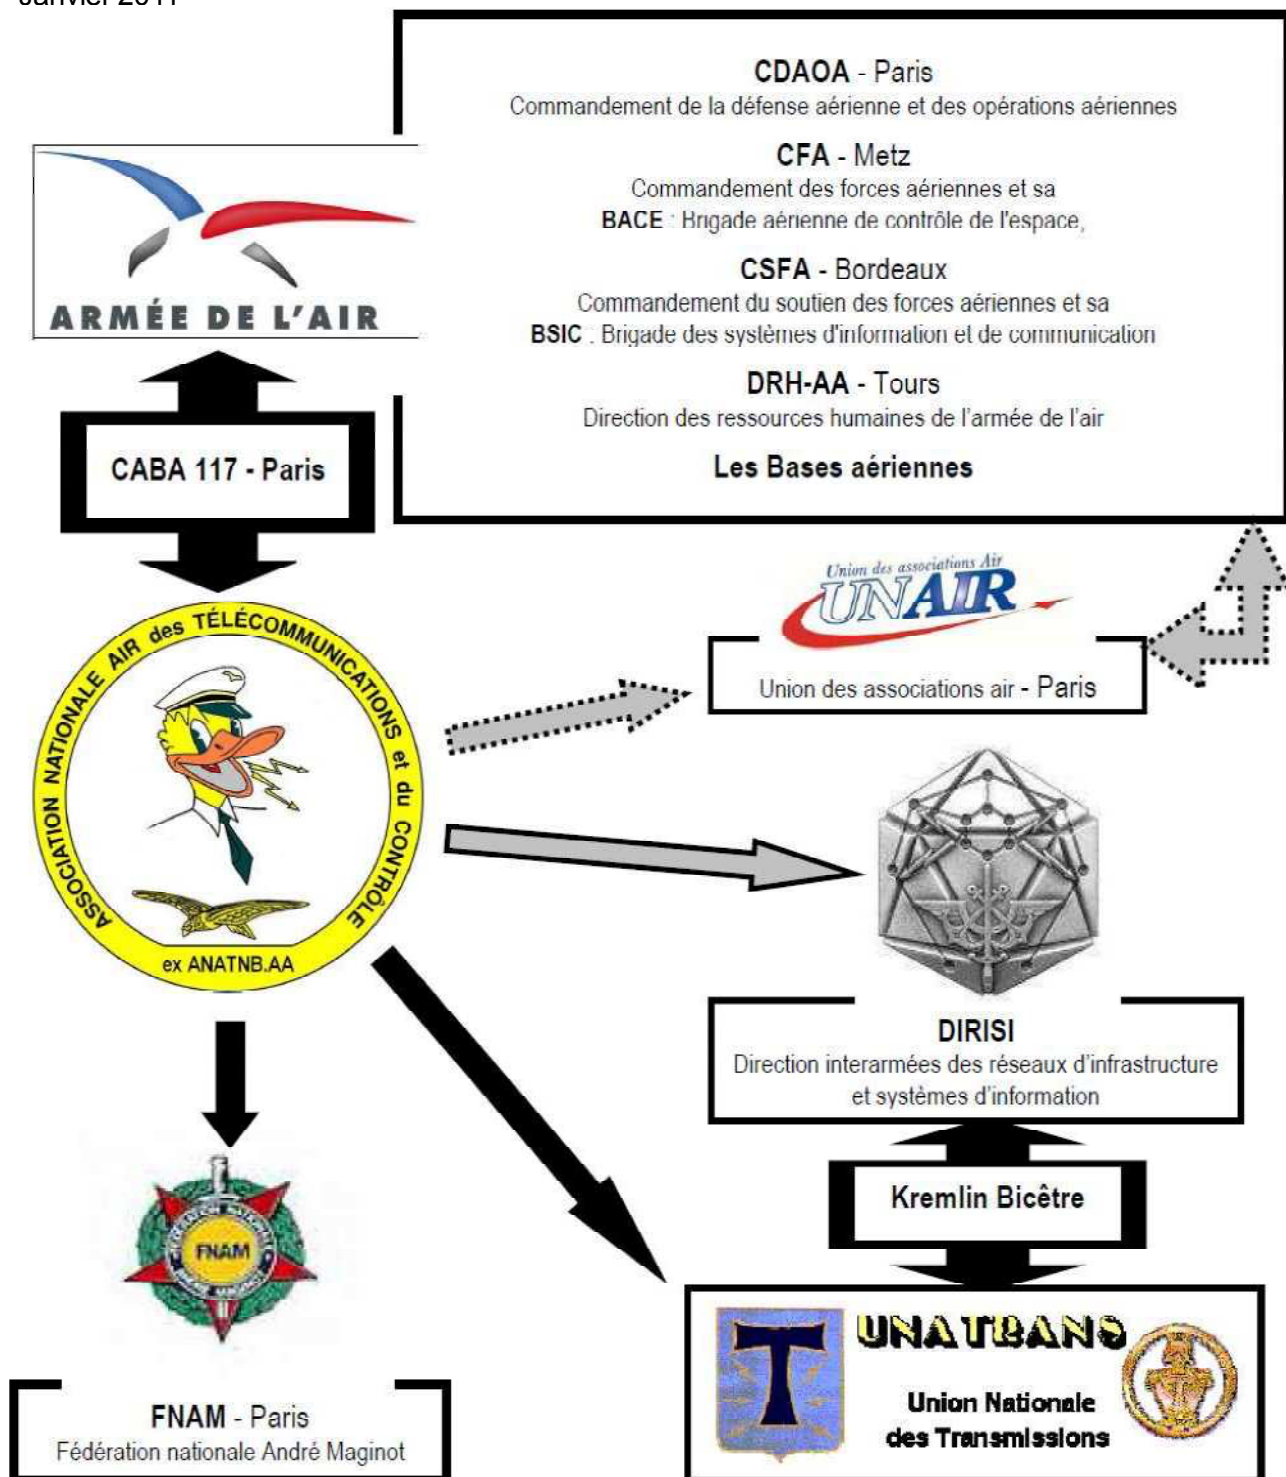 CDAOA - Paris
Commandement de la défense aérienne et des opérations aériennes
CFA - Metz
Commandement des forces aériennes et sa
BACE : Brigade aérienne de contrôle de l'espace,
CSFA - Bordeaux
Commandement du soutien des forces aériennes et sa
BSIC : Brigade des systèmes d'information et de communication
DRH-AA - Tours
Direction des ressources humaines de l'armée de l'air
Les Bases aériennes
ARMÉE DE L'AIR
CABA 117 - Paris
ASSOCIATION NATIONALE AIR des TÉLÉCOMMUNICATIONS et du CONTRÔLE
ex ANATNB.AA
Union des associations Air
UNAIR
Union des associations air - Paris
DIRISI
Direction interarmées des réseaux d'infrastructure
et systèmes d'information
Kremlin Bicêtre
UNATRANS
Union Nationale
des Transmissions
FEDERATION NATIONALE
ANDRE MAGINOT
FNAM
FNAM - Paris
Fédération nationale André Maginot